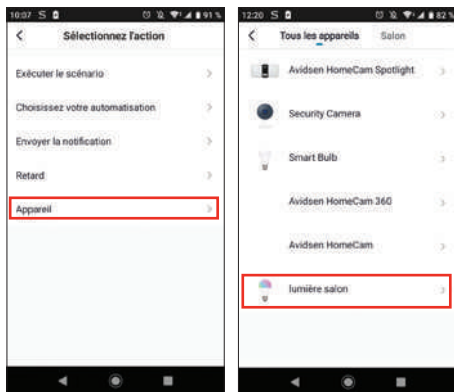 10:07 S 91 %
Sélectionnez l'action
Exécuter le scénario
Choisissez votre automatisation
Envoyer la notification
Retard
Appareil
12:20 S 82 %
Tous les appareils Salon
Avidsen HomeCam Spotlight
Security Camera
Smart Bulb
Avidsen HomeCam 360
Avidsen HomeCam
lumière salon